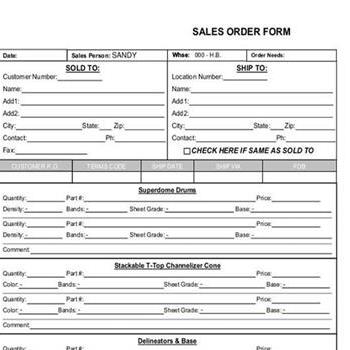 SALES ORDER FORM
Date: Sales Person: SANDY Whse: 000 - H.B. Order Needs:
SOLD TO: SHIP TO:
Customer Number: Location Number:
Name: Name:
Add1: Add1:
Add2: Add2:
City: State: Zip: City: State: Zip:
Contact: Ph: Contact: Ph:
Fax: CHECK HERE IF SAME AS SOLD TO
CUSTOMER P.O. TERMS CODE SHIP DATE SHIP VIA FOB
Superdome Drums
Quantity: Part #: Price:
Density: - Bands: - Sheet Grade: - Base: -
Quantity: Part #: Price:
Density: - Bands: - Sheet Grade: - Base: -
Comment:
Stackable T-Top Channelizer Cone
Quantity: Part #: Price:
Color: - Bands: - Sheet Grade: - Base: -
Quantity: Part #: Price:
Color: - Bands: - Sheet Grade: - Base: -
Comment:
Delineators & Base